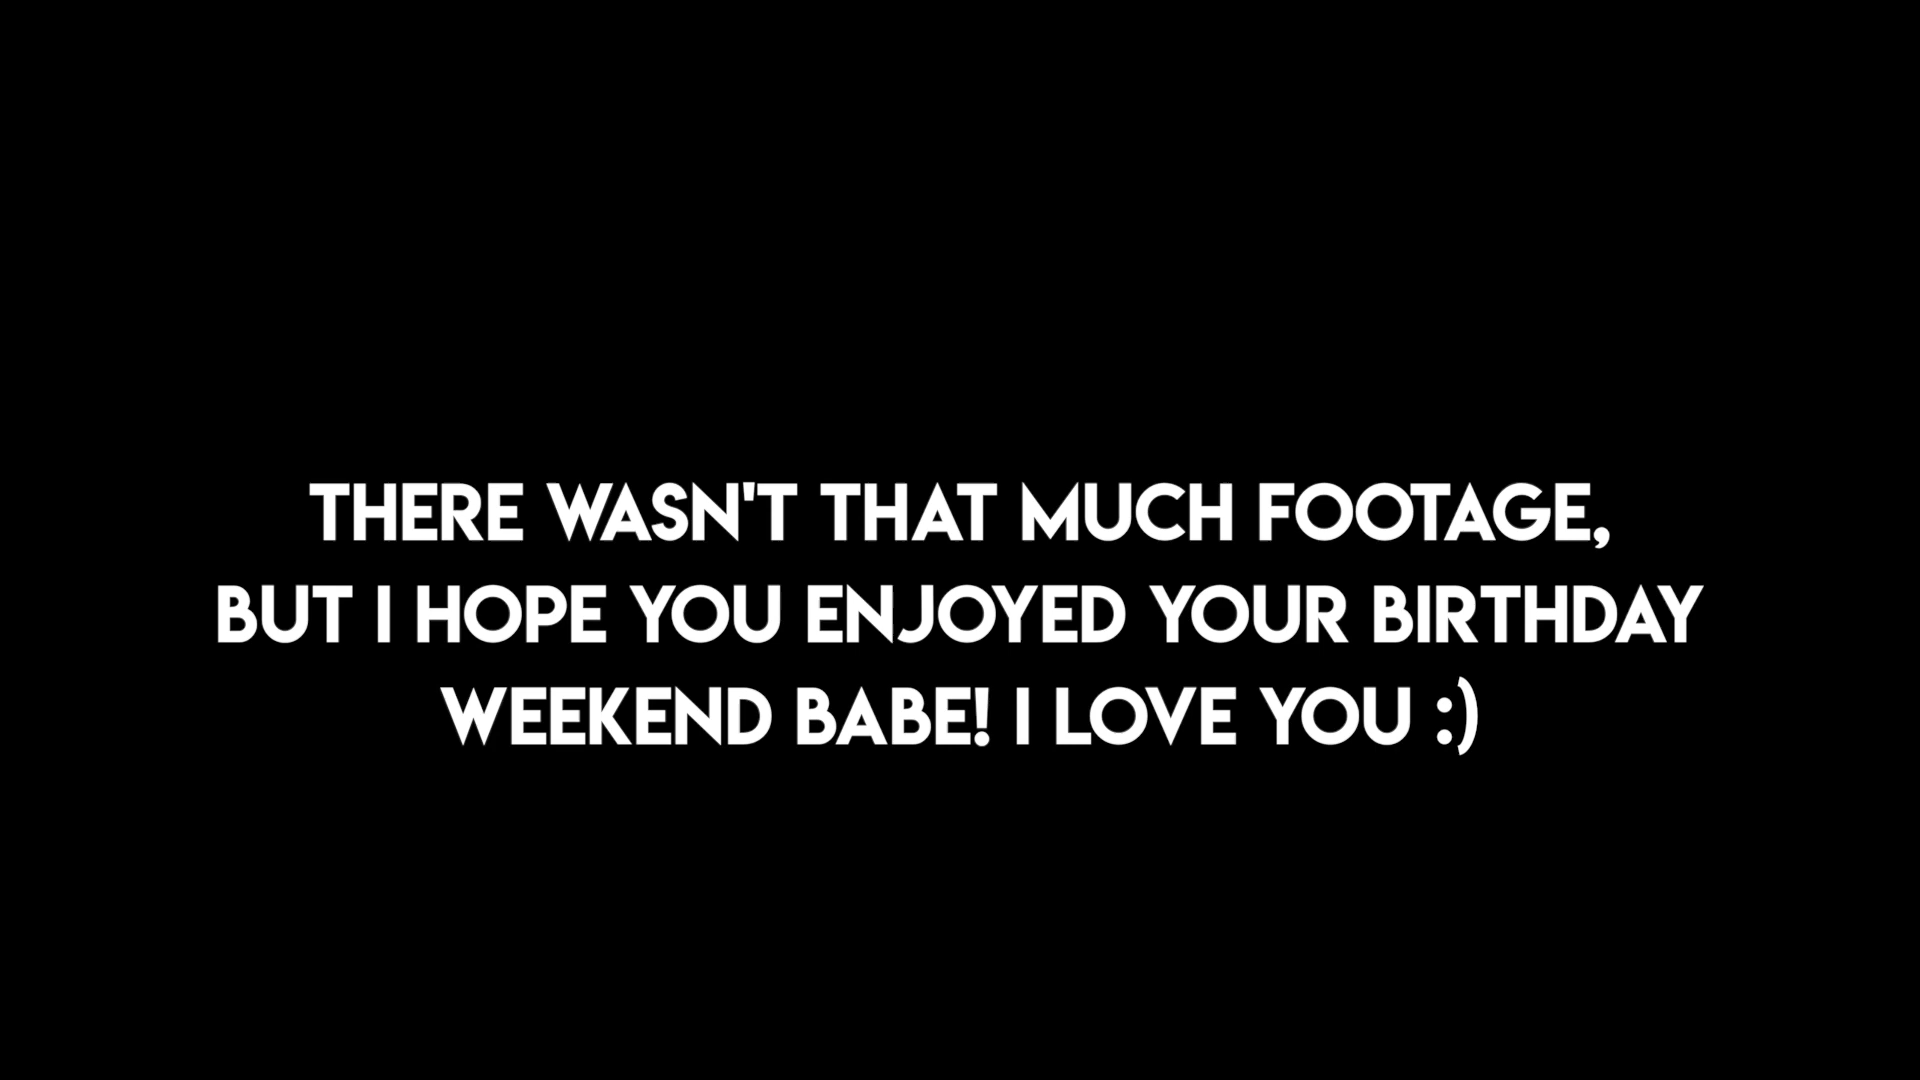 THERE WASN'T THAT MUCH FOOTAGE,
BUT I HOPE YOU ENJOYED YOUR BIRTHDAY
WEEKEND BABE! I LOVE YOU :)